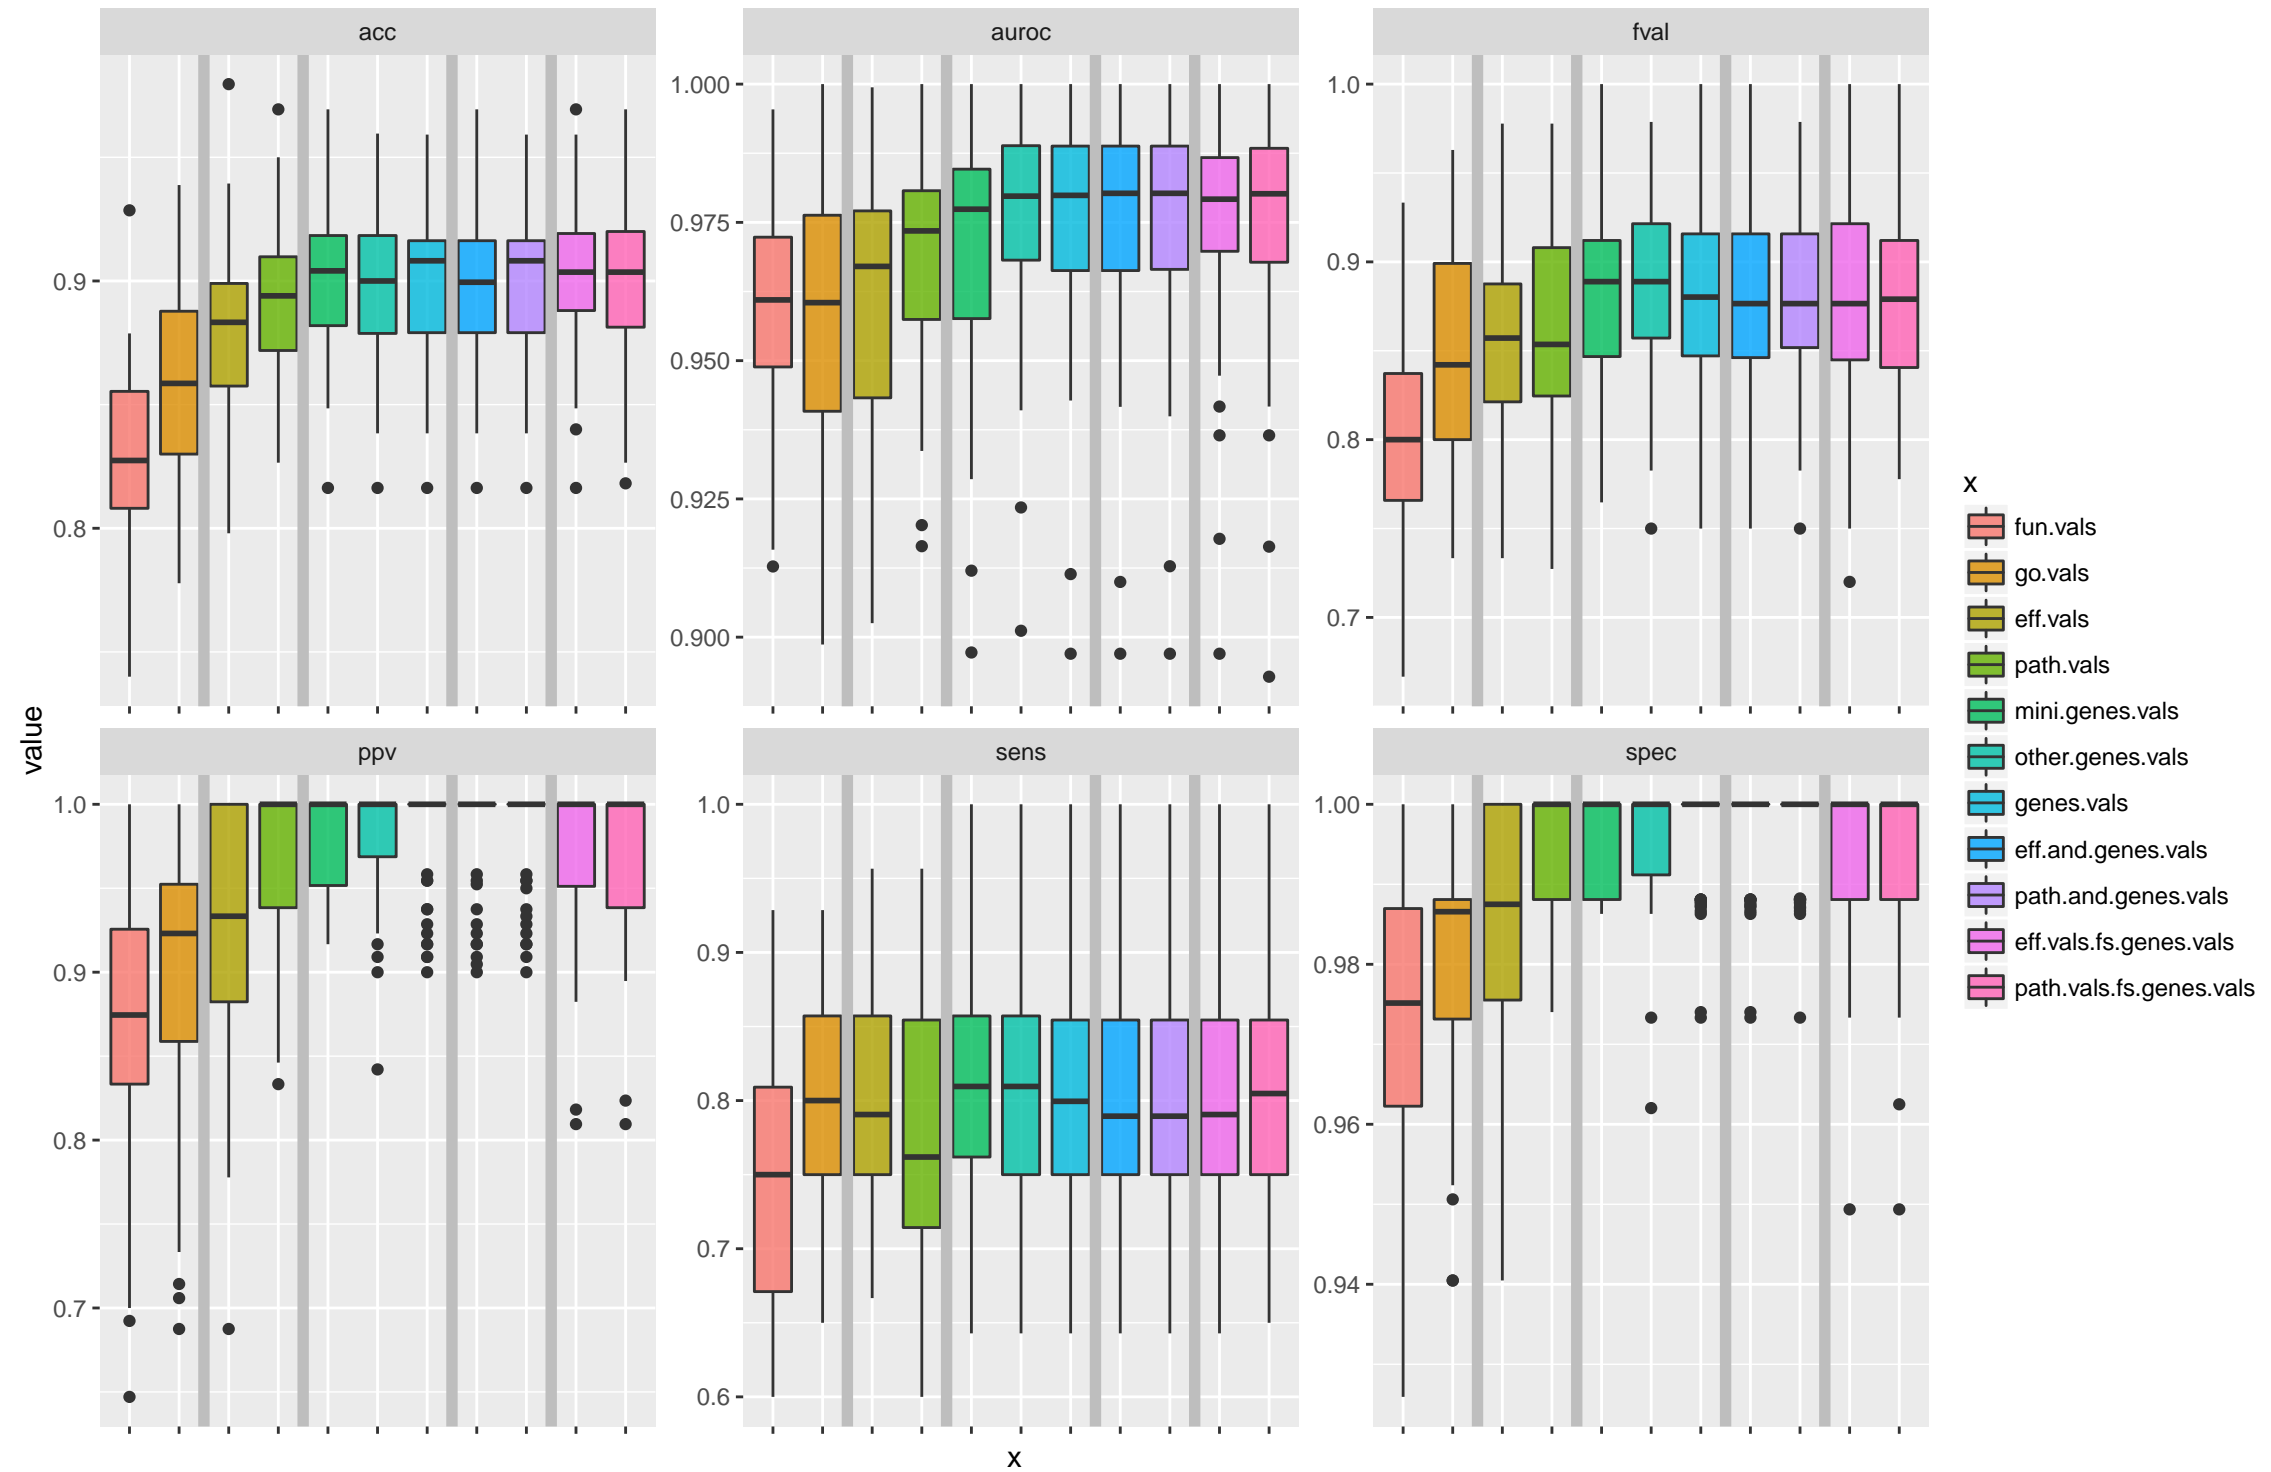 acc
auroc
fval
0.9
0.8
1.000
0.975
0.950
0.925
0.900
1.0
0.9
0.8
0.7
value
ppv
sens
spec
1.0
0.9
0.8
0.7
1.0
0.9
0.8
0.7
0.6
1.00
0.98
0.96
0.94
x
x
fun.vals
go.vals
eff.vals
path.vals
mini.genes.vals
other.genes.vals
genes.vals
eff.and.genes.vals
path.and.genes.vals
eff.vals.fs.genes.vals
path.vals.fs.genes.vals